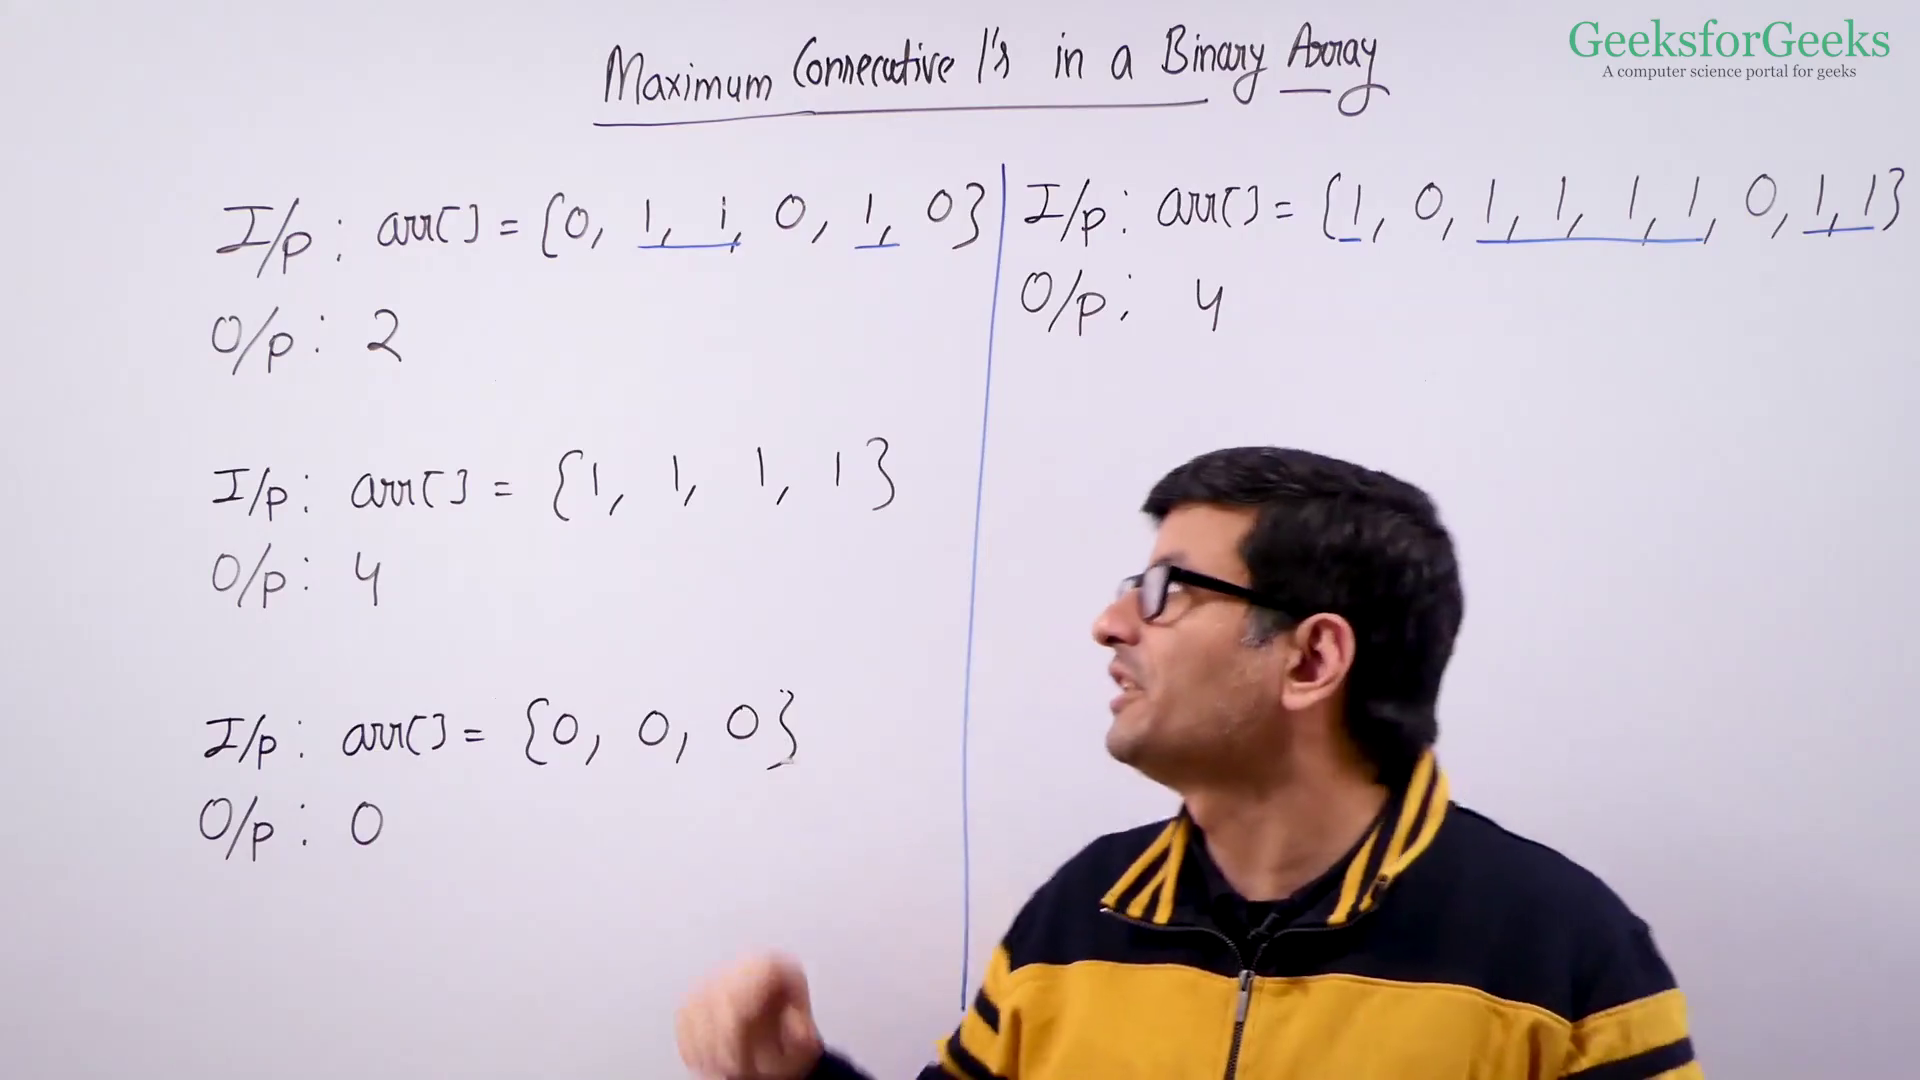 Maximum Consecutive 1's in a Binary Array
GeeksforGeeks
A computer science portal for geeks
I/p: arr[] = {0, 1, 1, 0, 1, 0}
O/p: 2
I/p: arr[] = {1, 1, 1, 1}
O/p: 4
I/p: arr[] = {0, 0, 0}
O/p: 0
I/p: arr[] = {1, 0, 1, 1, 1, 1, 0, 1, 1}
O/p: 4